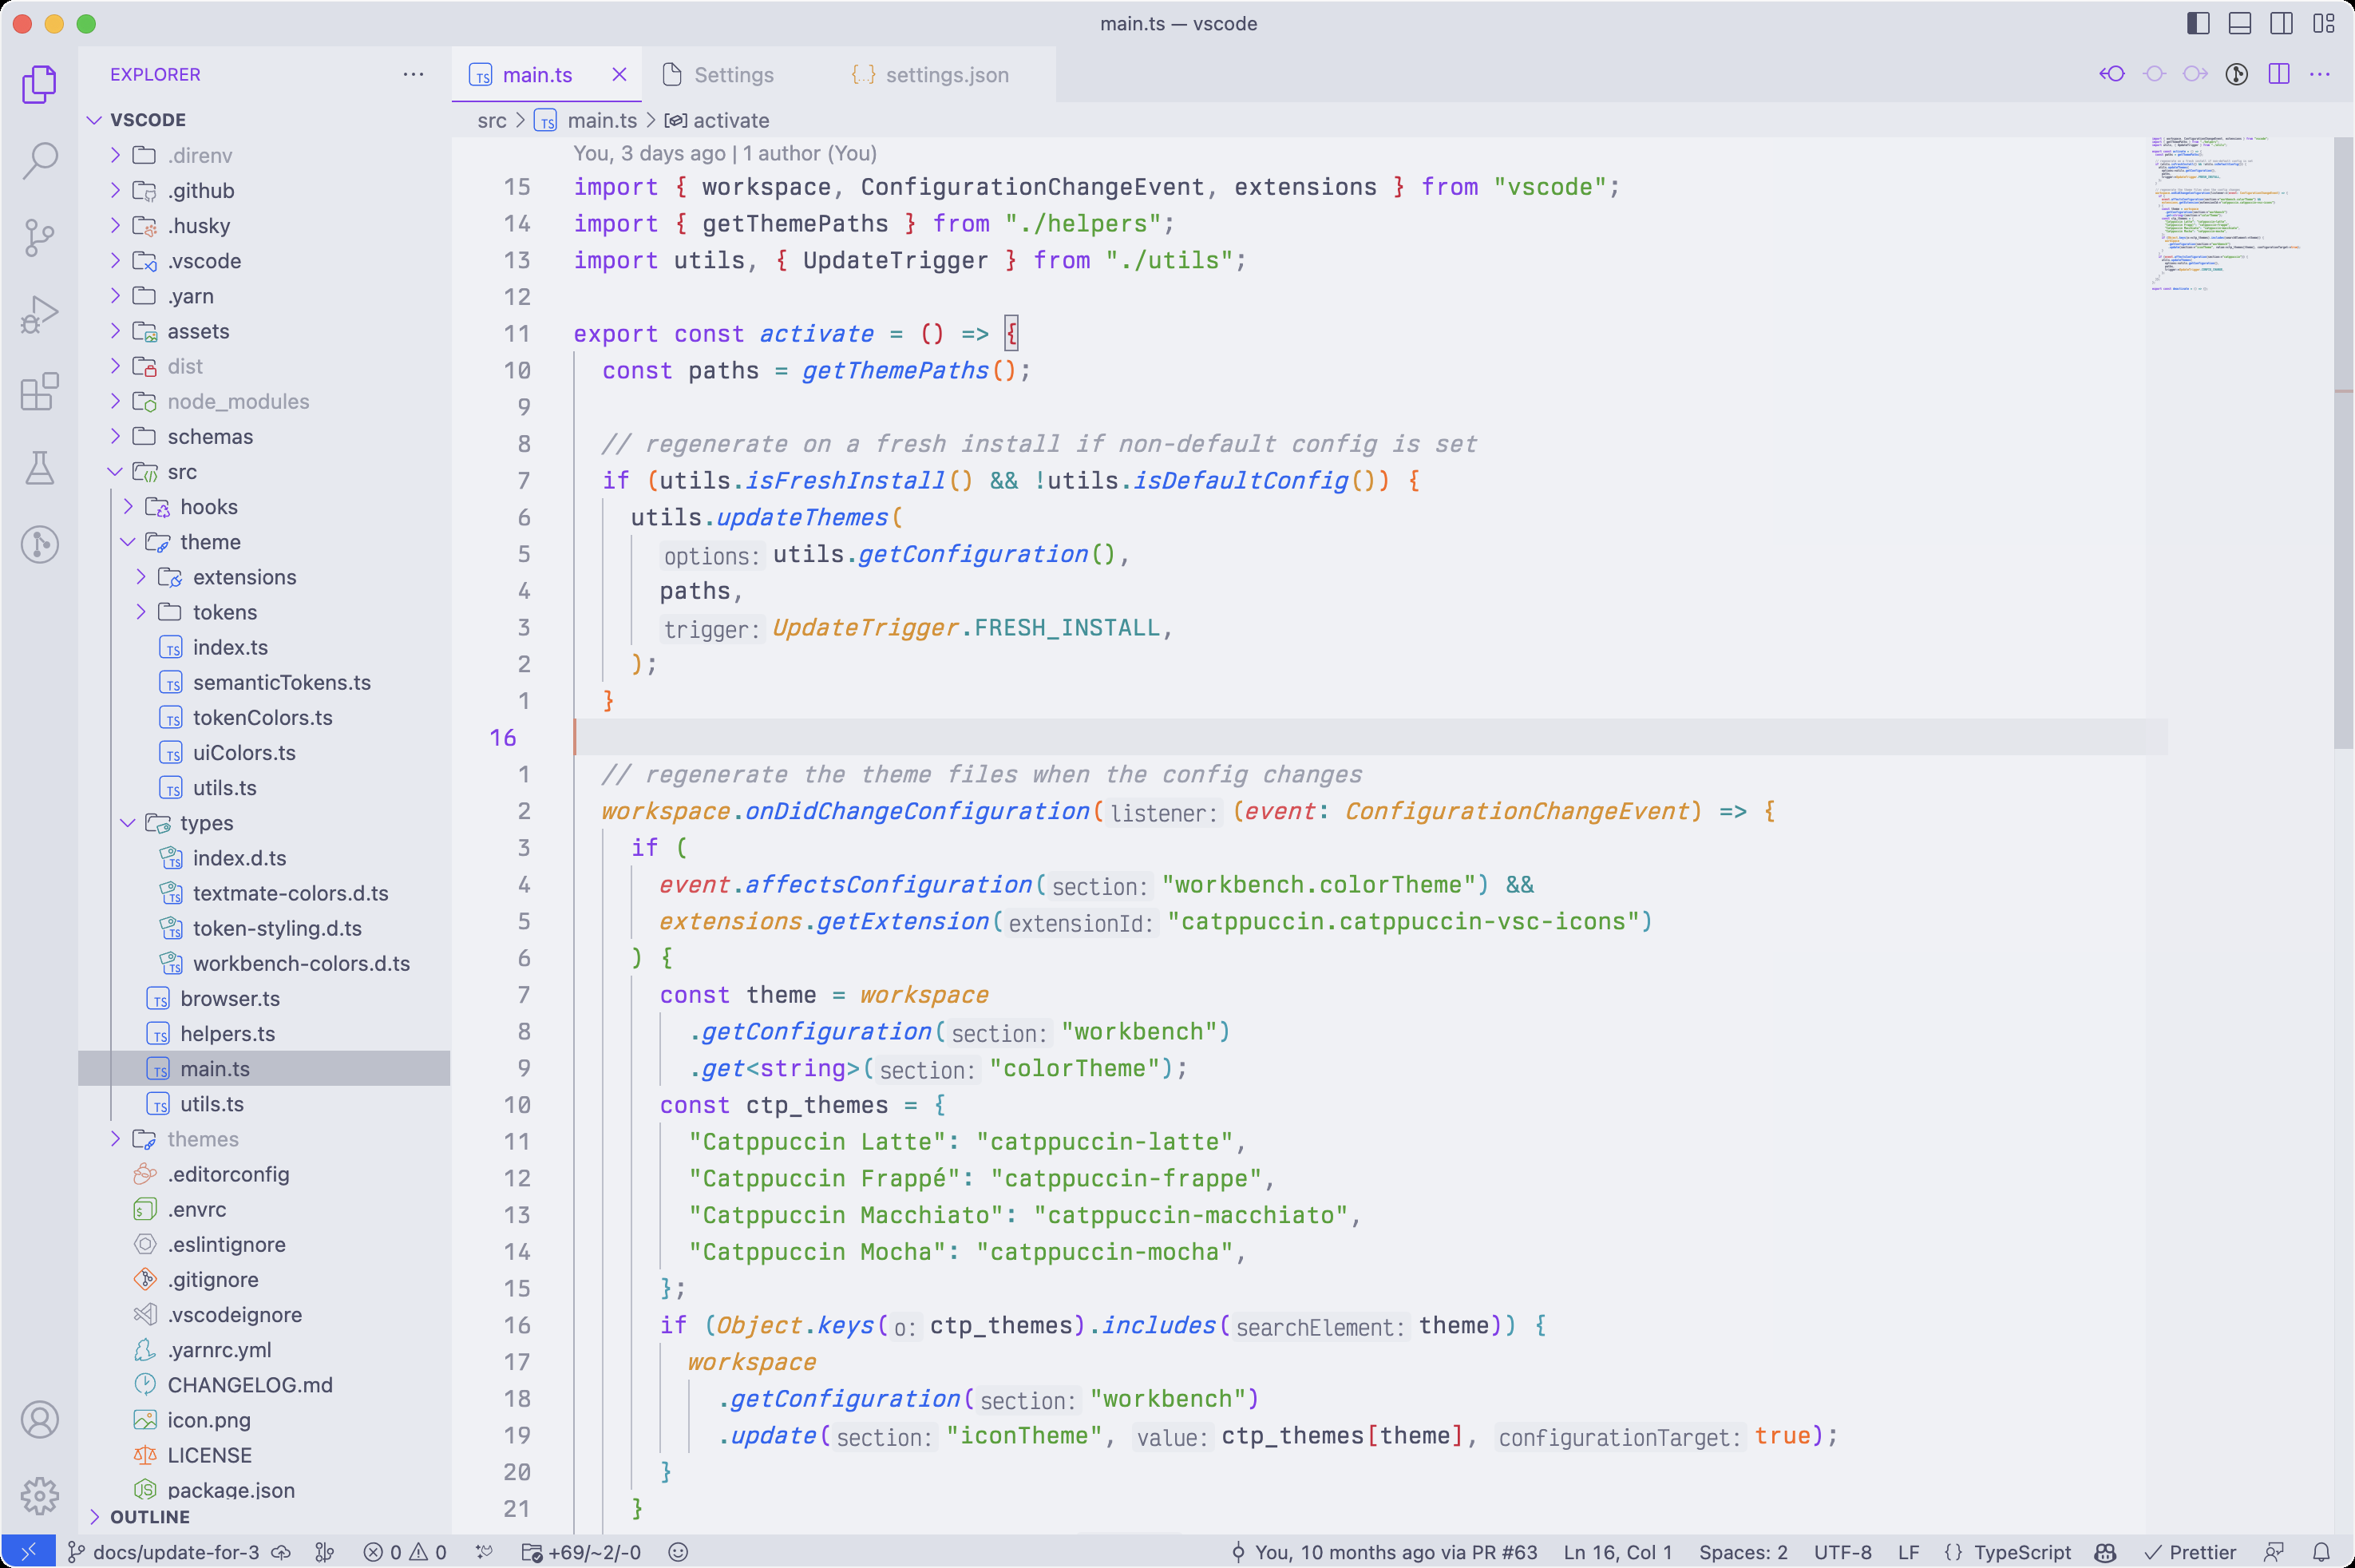 main.ts — vscode
EXPLORER
VSCODE
.direnv
.github
.husky
.vscode
.yarn
assets
dist
node_modules
schemas
src
hooks
theme
extensions
tokens
index.ts
semanticTokens.ts
tokenColors.ts
uiColors.ts
utils.ts
types
index.d.ts
textmate-colors.d.ts
token-styling.d.ts
workbench-colors.d.ts
browser.ts
helpers.ts
main.ts
utils.ts
themes
.editorconfig
.envrc
.eslintignore
.gitignore
.vscodeignore
.yarnrc.yml
CHANGELOG.md
icon.png
LICENSE
package.json
OUTLINE
main.ts Settings settings.json
src > main.ts > activate
You, 3 days ago | 1 author (You)
15 import { workspace, ConfigurationChangeEvent, extensions } from "vscode";
14 import { getThemePaths } from "./helpers";
13 import utils, { UpdateTrigger } from "./utils";
12
11 export const activate = () => {
10 const paths = getThemePaths();
9
8 // regenerate on a fresh install if non-default config is set
7 if (utils.isFreshInstall() && !utils.isDefaultConfig()) {
6 utils.updateThemes(
5 options: utils.getConfiguration(),
4 paths,
3 trigger: UpdateTrigger.FRESH_INSTALL,
2 );
1 }
16
1 // regenerate the theme files when the config changes
2 workspace.onDidChangeConfiguration( listener: (event: ConfigurationChangeEvent) => {
3 if (
4 event.affectsConfiguration( section: "workbench.colorTheme") &&
5 extensions.getExtension( extensionId: "catppuccin.catppuccin-vsc-icons")
6 ) {
7 const theme = workspace
8 .getConfiguration( section: "workbench")
9 .get<string>( section: "colorTheme");
10 const ctp_themes = {
11 "Catppuccin Latte": "catppuccin-latte",
12 "Catppuccin Frappé": "catppuccin-frappe",
13 "Catppuccin Macchiato": "catppuccin-macchiato",
14 "Catppuccin Mocha": "catppuccin-mocha",
15 };
16 if (Object.keys( o: ctp_themes).includes( searchElement: theme)) {
17 workspace
18 .getConfiguration( section: "workbench")
19 .update( section: "iconTheme", value: ctp_themes[theme], configurationTarget: true);
20 }
21 }
docs/update-for-3 0 0 +69/~2/-0 You, 10 months ago via PR #63 Ln 16, Col 1 Spaces: 2 UTF-8 LF {} TypeScript Prettier